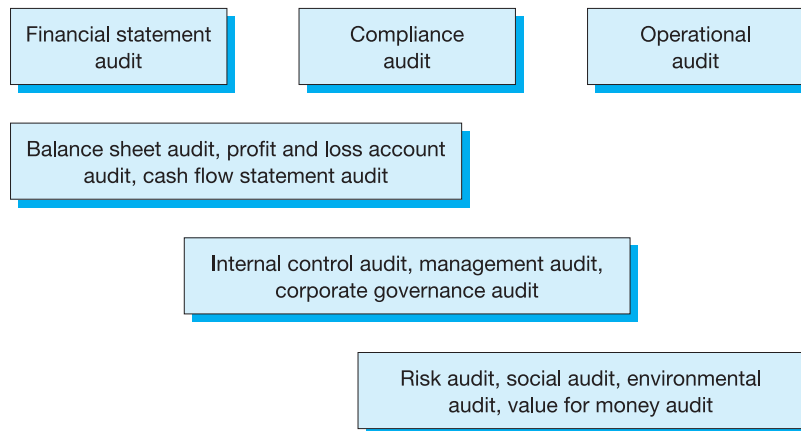 Financial statement
audit
Compliance
audit
Operational
audit
Balance sheet audit, profit and loss account
audit, cash flow statement audit
Internal control audit, management audit,
corporate governance audit
Risk audit, social audit, environmental
audit, value for money audit